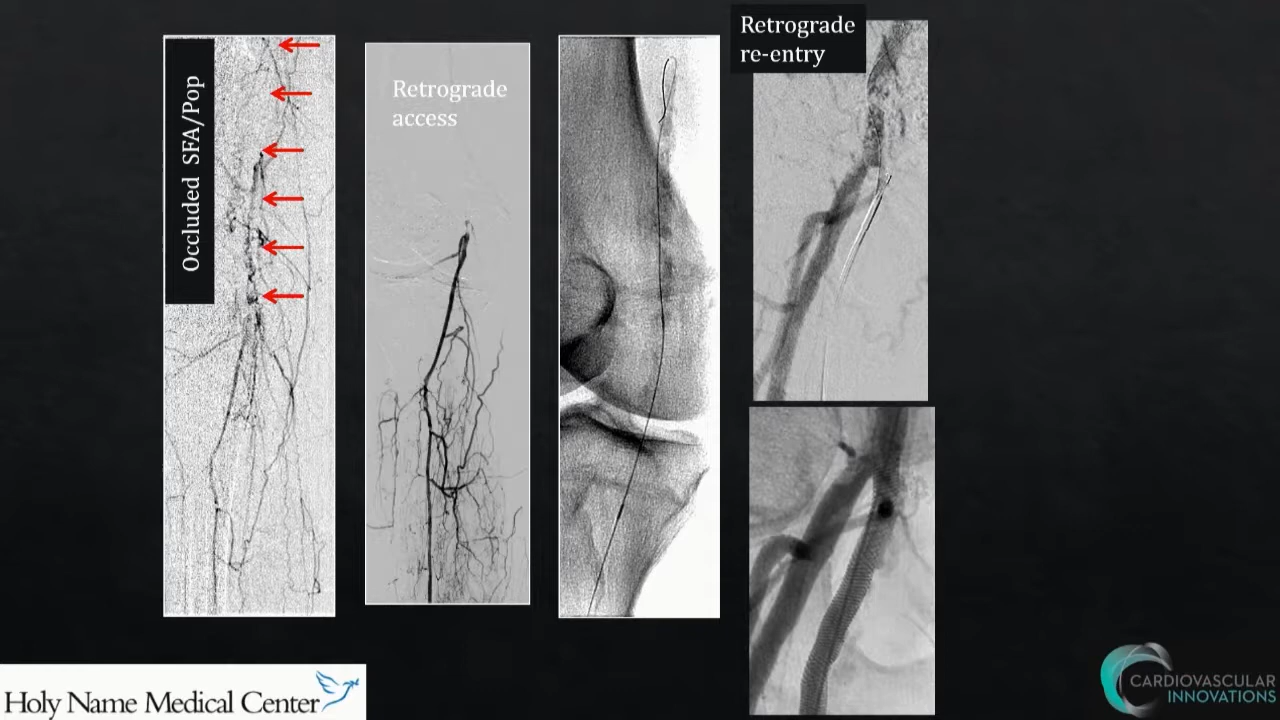 Occluded SFA/Pop
Retrograde
access
Retrograde
re-entry
Holy Name Medical Center
CARDIOVASCULAR
INNOVATIONS